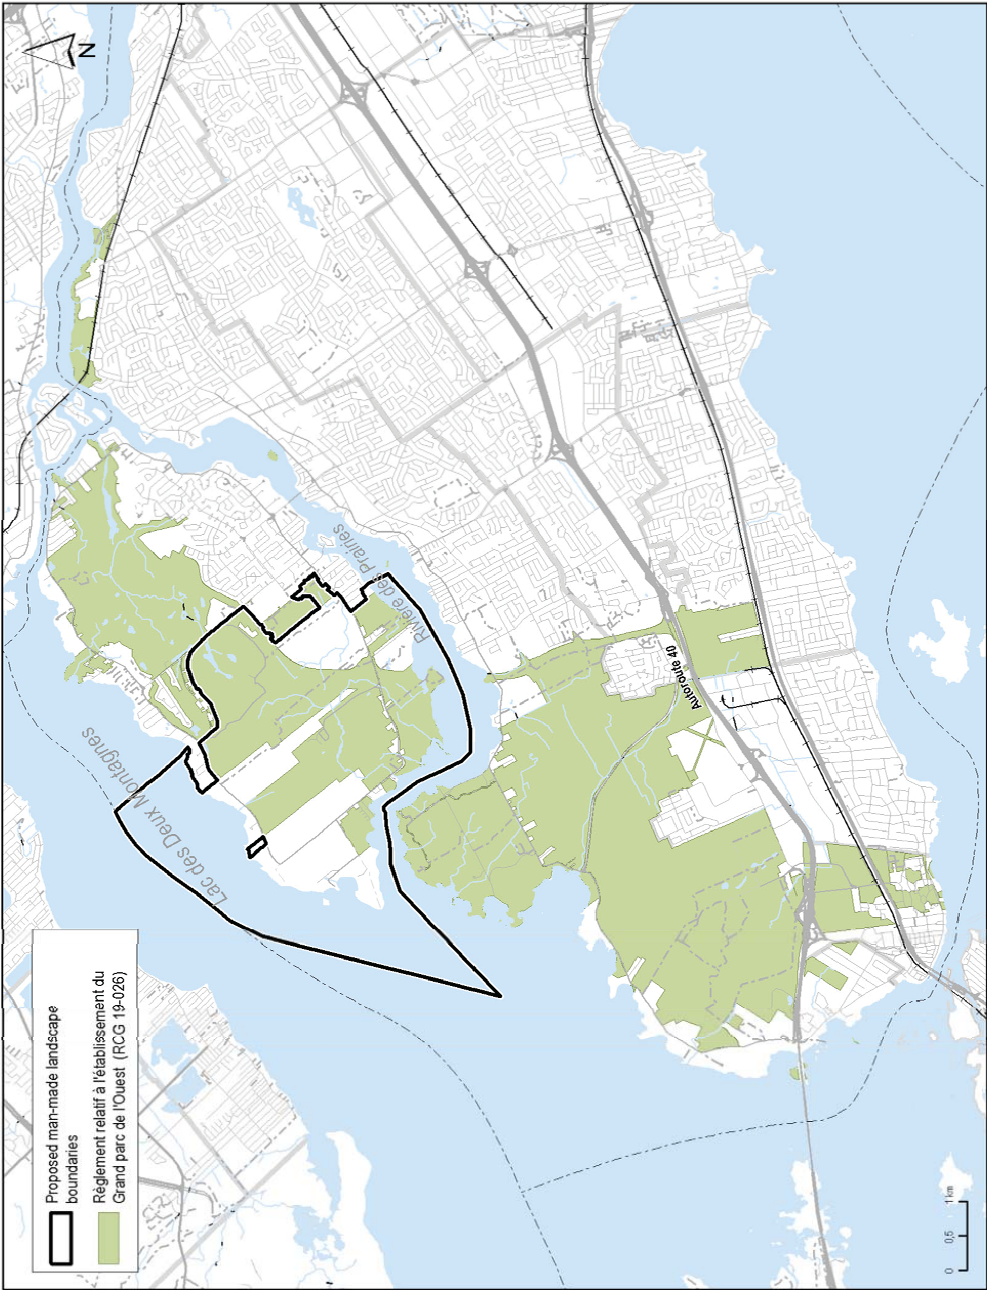 N
Proposed man-made landscape
boundaries
Règlement relatif à l'établissement du
Grand parc de l'Ouest (RCG 19-026)
Lac des Deux Montagnes
Rivière des Prairies
Autoroute 40
0 0,5 1 km